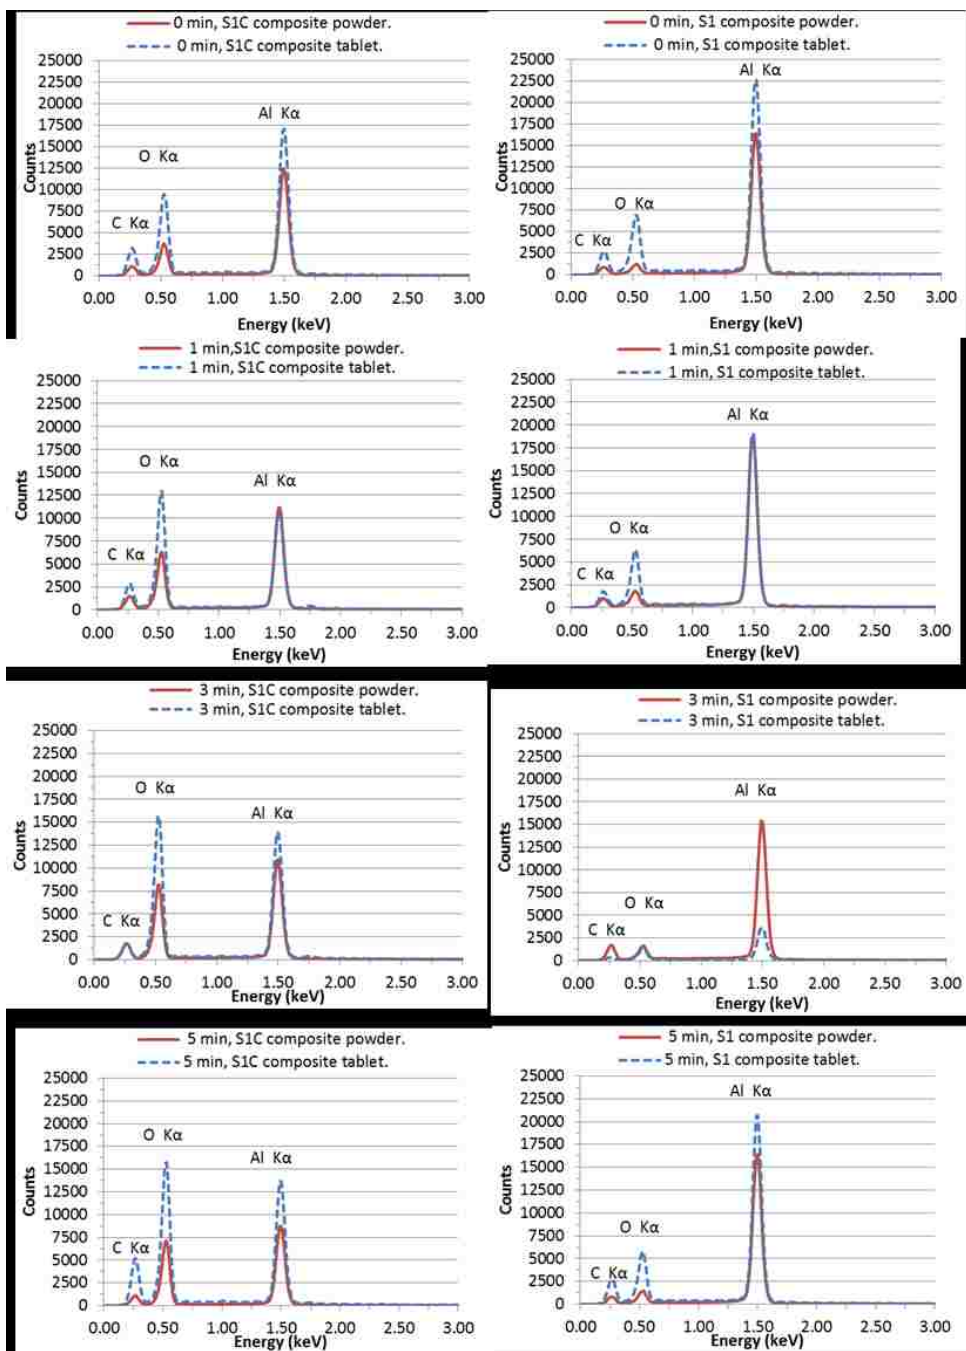 0 min, S1C composite powder.
0 min, S1C composite tablet.
25000
22500
20000
17500
15000
12500
10000
7500
5000
2500
0
Counts
C Kα
O Kα
Al Kα
0.00 0.50 1.00 1.50 2.00 2.50 3.00
Energy (keV)
0 min, S1 composite powder.
0 min, S1 composite tablet.
25000
22500
20000
17500
15000
12500
10000
7500
5000
2500
0
Counts
C Kα
O Kα
Al Kα
0.00 0.50 1.00 1.50 2.00 2.50 3.00
Energy (keV)
1 min,S1C composite powder.
1 min, S1C composite tablet.
25000
22500
20000
17500
15000
12500
10000
7500
5000
2500
0
Counts
C Kα
O Kα
Al Kα
0.00 0.50 1.00 1.50 2.00 2.50 3.00
Energy (keV)
1 min,S1 composite powder.
1 min, S1 composite tablet.
25000
22500
20000
17500
15000
12500
10000
7500
5000
2500
0
Counts
C Kα
O Kα
Al Kα
0.00 0.50 1.00 1.50 2.00 2.50 3.00
Energy (keV)
3 min, S1C composite powder.
3 min, S1C composite tablet.
25000
22500
20000
17500
15000
12500
10000
7500
5000
2500
0
Counts
C Kα
O Kα
Al Kα
0.00 0.50 1.00 1.50 2.00 2.50 3.00
Energy (keV)
3 min, S1 composite powder.
3 min, S1 composite tablet.
25000
22500
20000
17500
15000
12500
10000
7500
5000
2500
0
Counts
C Kα
O Kα
Al Kα
0.00 0.50 1.00 1.50 2.00 2.50 3.00
Energy (keV)
5 min, S1C composite powder.
5 min, S1C composite tablet.
25000
22500
20000
17500
15000
12500
10000
7500
5000
2500
0
Counts
C Kα
O Kα
Al Kα
0.00 0.50 1.00 1.50 2.00 2.50 3.00
Energy (keV)
5 min, S1 composite powder.
5 min, S1 composite tablet.
25000
22500
20000
17500
15000
12500
10000
7500
5000
2500
0
Counts
C Kα
O Kα
Al Kα
0.00 0.50 1.00 1.50 2.00 2.50 3.00
Energy (keV)